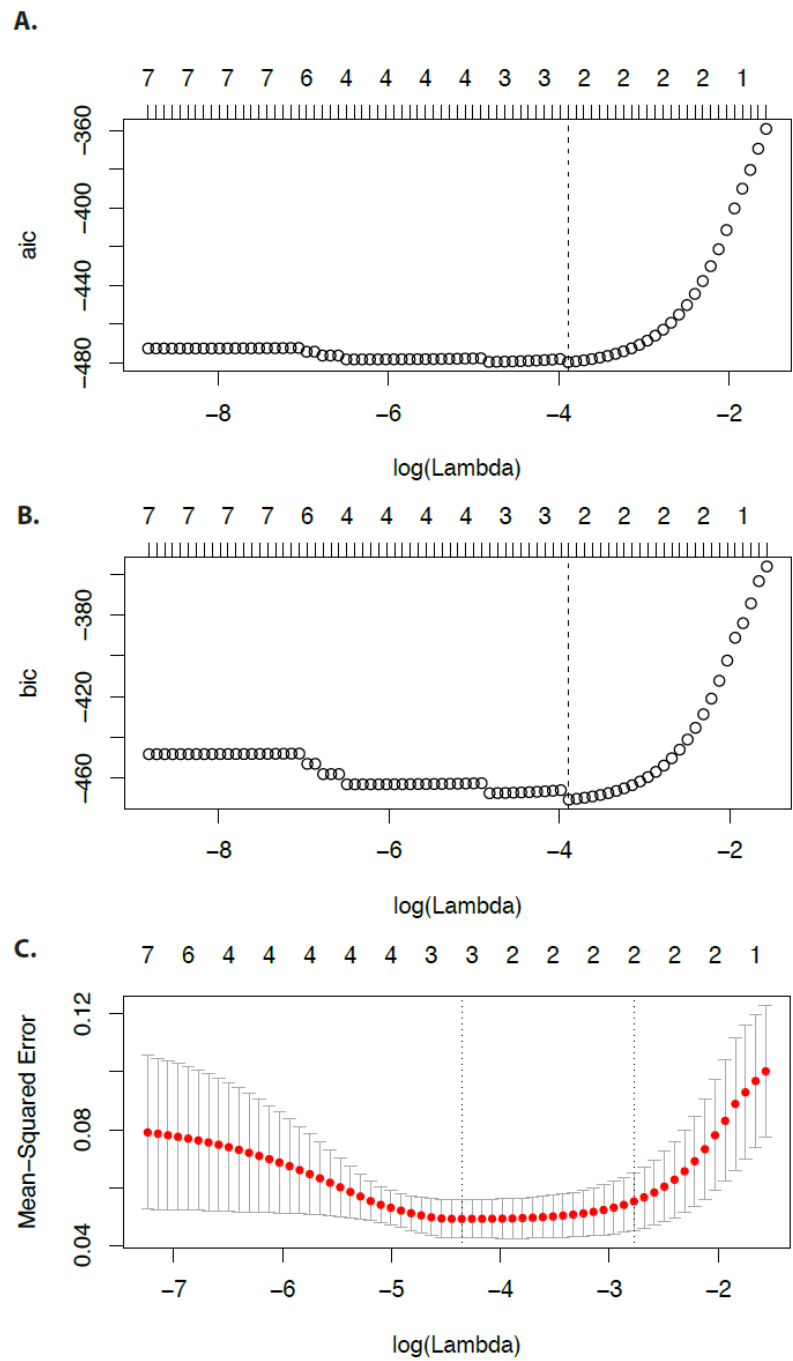 A.
7 7 7 7 6 4 4 4 4 3 3 2 2 2 2 1
aic
−360
−400
−440
−480
−8 −6 −4 −2
log(Lambda)
B.
7 7 7 7 6 4 4 4 4 3 3 2 2 2 2 1
bic
−380
−420
−460
−8 −6 −4 −2
log(Lambda)
C.
7 6 4 4 4 4 4 3 3 2 2 2 2 2 2 1
Mean−Squared Error
0.12
0.08
0.04
−7 −6 −5 −4 −3 −2
log(Lambda)